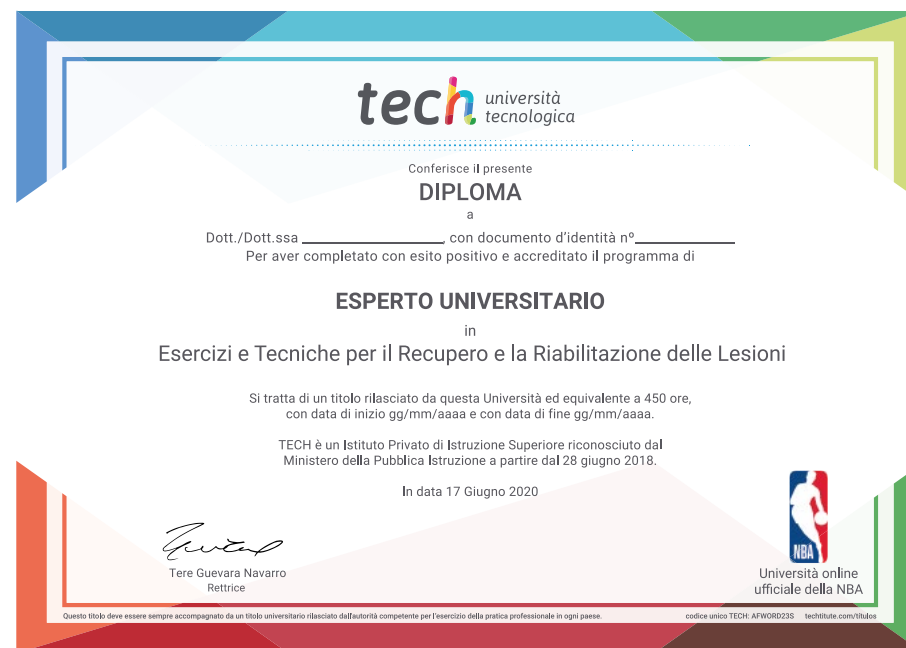 tech università
tecnologica
Conferisce il presente
DIPLOMA
a
Dott./Dott.ssa _________________, con documento d'identità nº____________
Per aver completato con esito positivo e accreditato il programma di
ESPERTO UNIVERSITARIO
in
Esercizi e Tecniche per il Recupero e la Riabilitazione delle Lesioni
Si tratta di un titolo rilasciato da questa Università ed equivalente a 450 ore,
con data di inizio gg/mm/aaaa e con data di fine gg/mm/aaaa.
TECH è un Istituto Privato di Istruzione Superiore riconosciuto dal
Ministero della Pubblica Istruzione a partire dal 28 giugno 2018.
In data 17 Giugno 2020
Tere Guevara Navarro
Rettrice
NBA
Università online
ufficiale della NBA
Questo titolo deve essere sempre accompagnato da un titolo universitario rilasciato dall'autorità competente per l'esercizio della pratica professionale in ogni paese.
codice unico TECH: AFWORD23S techtitute.com/titulos